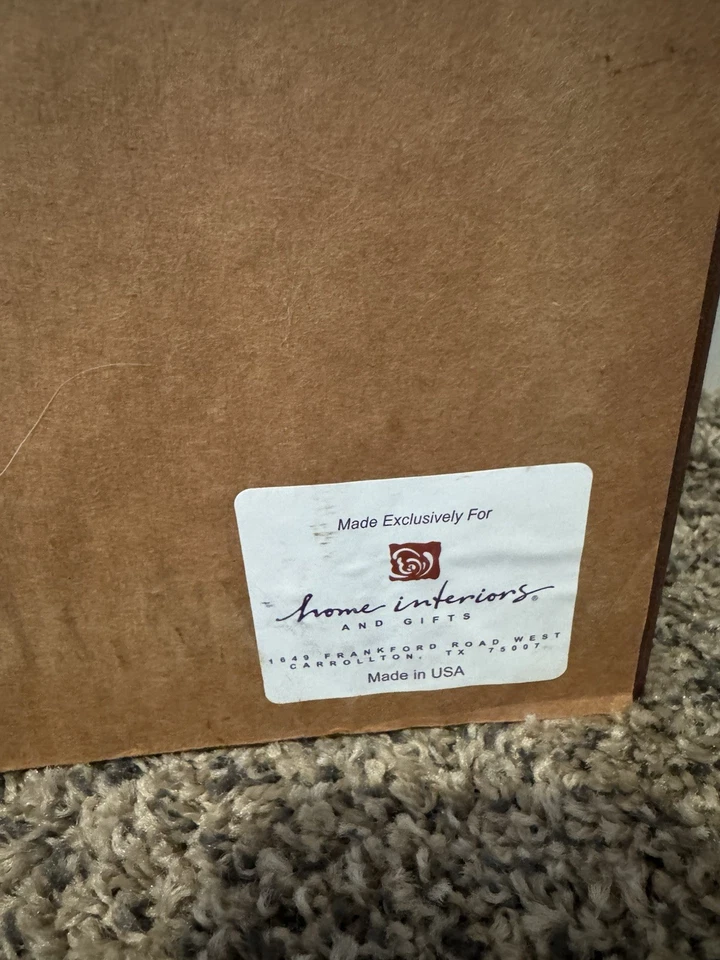 Made Exclusively For
home interiors®
AND GIFTS
1649 FRANKFORD ROAD WEST
CARROLLTON, TX 75007
Made in USA